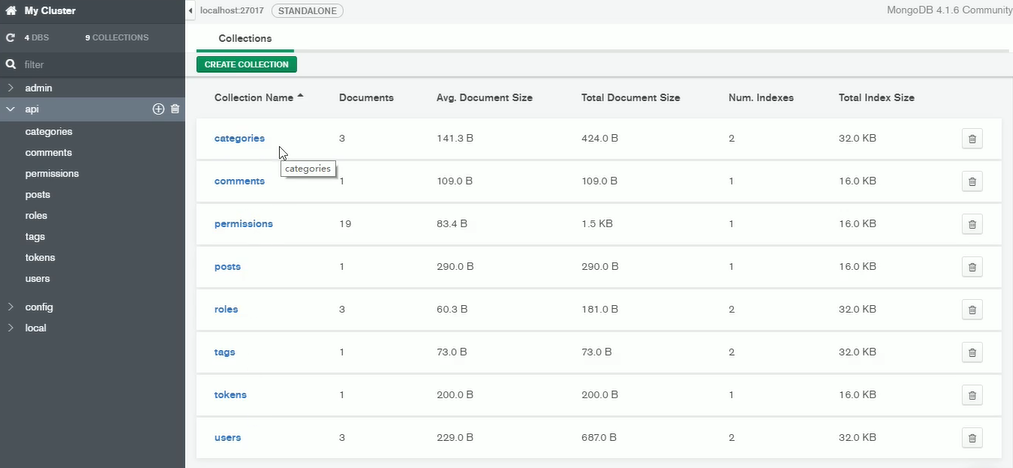 My Cluster
localhost:27017 STANDALONE MongoDB 4.1.6 Community
4 DBS 9 COLLECTIONS
Collections
filter
CREATE COLLECTION
admin
api
categories
comments
permissions
posts
roles
tags
tokens
users
config
local
Collection Name Documents Avg. Document Size Total Document Size Num. Indexes Total Index Size
categories 3 141.3 B 424.0 B 2 32.0 KB
categories
comments 1 109.0 B 109.0 B 1 16.0 KB
permissions 19 83.4 B 1.5 KB 1 16.0 KB
posts 1 290.0 B 290.0 B 1 16.0 KB
roles 3 60.3 B 181.0 B 2 32.0 KB
tags 1 73.0 B 73.0 B 2 32.0 KB
tokens 1 200.0 B 200.0 B 1 16.0 KB
users 3 229.0 B 687.0 B 2 32.0 KB